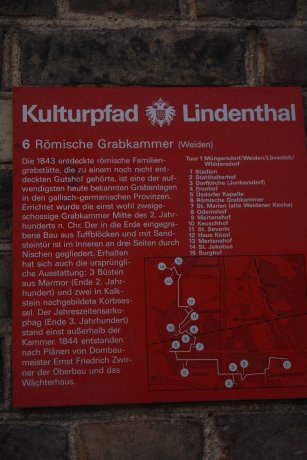 Kulturpfad Lindenthal
6 Römische Grabkammer (Weiden)
Die 1843 entdeckte römische Familien-
grabstätte, die zu einem noch nicht ent-
deckten Gutshof gehörte, ist eine der auf-
wendigsten heute bekannten Grabanlagen
in den gallisch-germanischen Provinzen.
Errichtet wurde die einst wohl zweige-
schossige Grabkammer Mitte des 2. Jahr-
hunderts n. Chr. Der in die Erde eingegra-
bene Bau aus Tuffblöcken und mit Sand-
steintür ist im Inneren an drei Seiten durch
Nischen gegliedert. Erhalten
hat sich auch die ursprüng-
liche Ausstattung: 3 Büsten
aus Marmor (Ende 2. Jahr-
hundert) und zwei in Kalk-
stein nachgebildete Korbses-
sel. Der Jahreszeitensarko-
phag (Ende 3. Jahrhundert)
stand einst außerhalb der
Kammer. 1844 entstanden
nach Plänen von Dombau-
meister Ernst Friedrich Zwir-
ner der Oberbau und das
Wächterhaus.
Tour 1 Müngersdorf/Weiden/Lövenich/
Widdersdorf
1 Stadion
2 Statthalterhof
3 Dorfkirche (Junkersdorf)
4 Fronhof
5 Üsdorfer Kapelle
6 Römische Grabkammer
7 St. Marien (alte Weidener Kirche)
8 Odemshof
9 Mertenshof
10 Keuschhof
11 St. Severin
12 Haus Közal
13 Mertenshof
14 St. Jakobus
15 Burghof